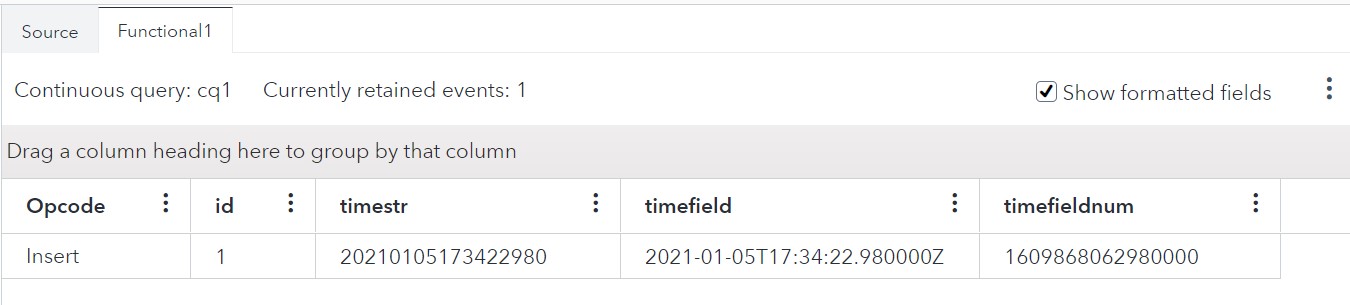 Source Functional1
Continuous query: cq1 Currently retained events: 1 Show formatted fields
Drag a column heading here to group by that column
Opcode id timestr timefield timefieldnum
Insert 1 20210105173422980 2021-01-05T17:34:22.980000Z 1609868062980000